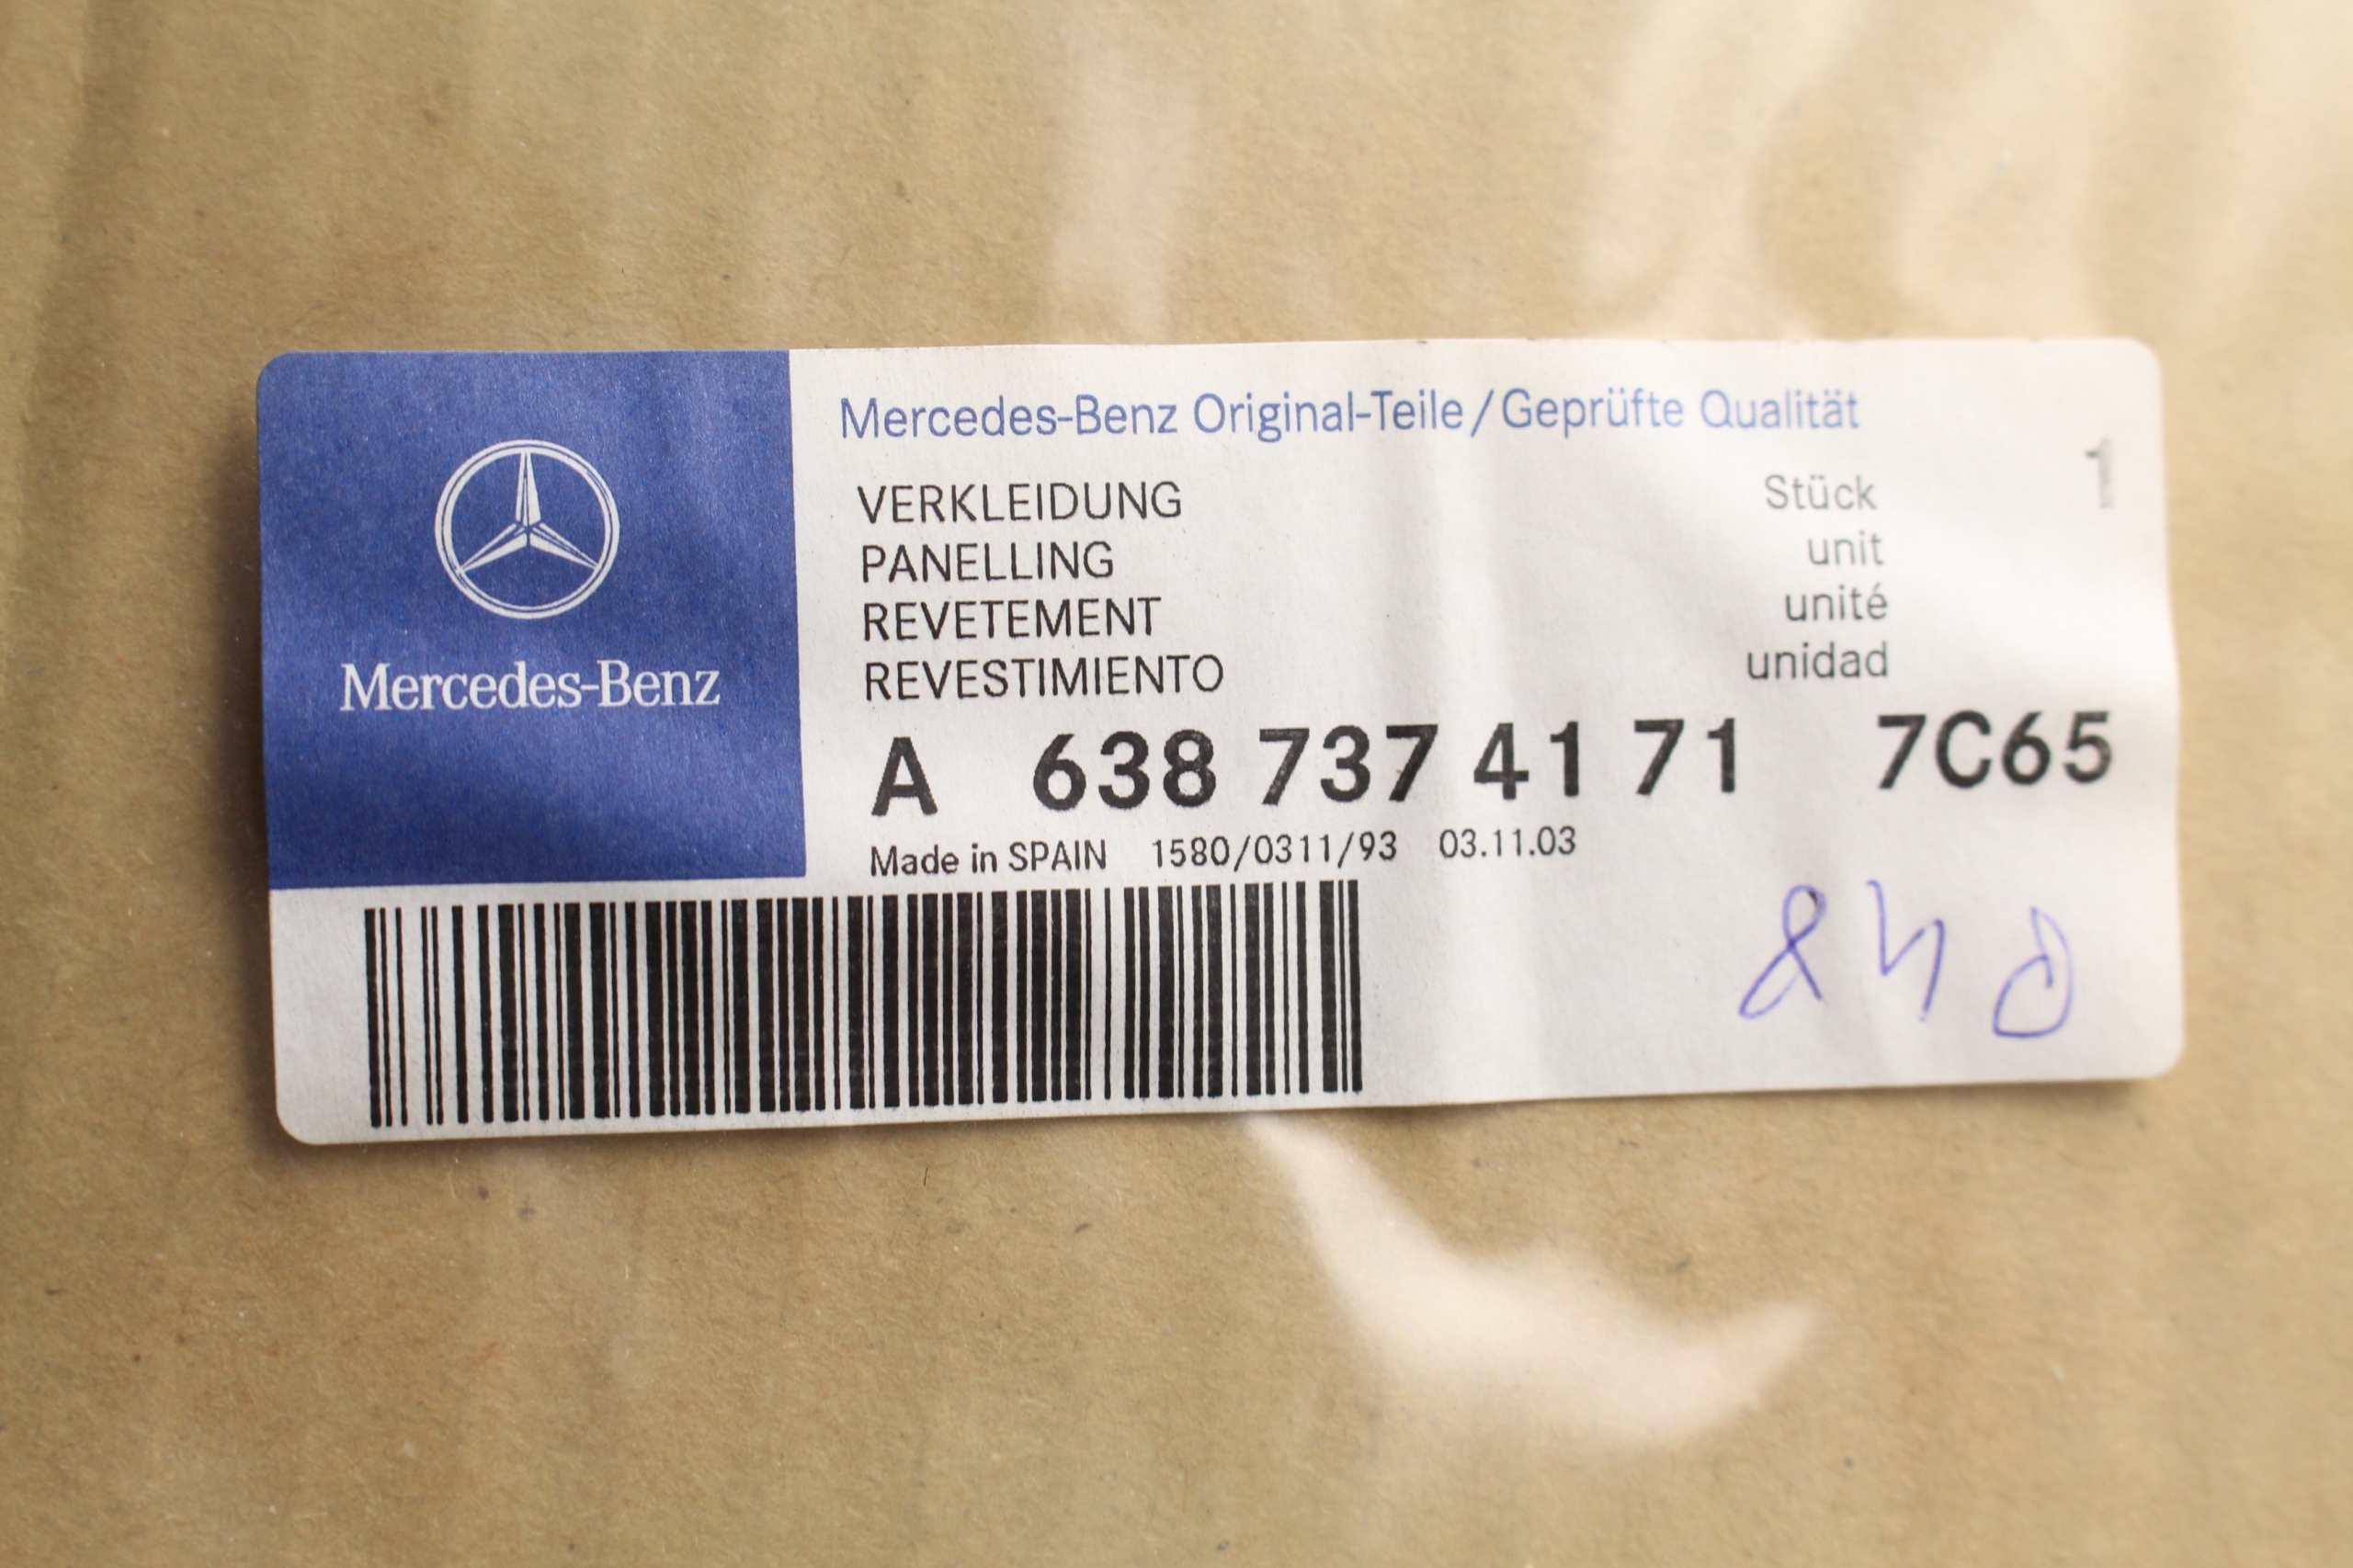 Mercedes-Benz
Mercedes-Benz Original-Teile/Geprüfte Qualität
VERKLEIDUNG Stück 1
PANELLING unit
REVETEMENT unité
REVESTIMIENTO unidad
A 638 737 41 71 7C65
Made in SPAIN 1580/0311/93 03.11.03